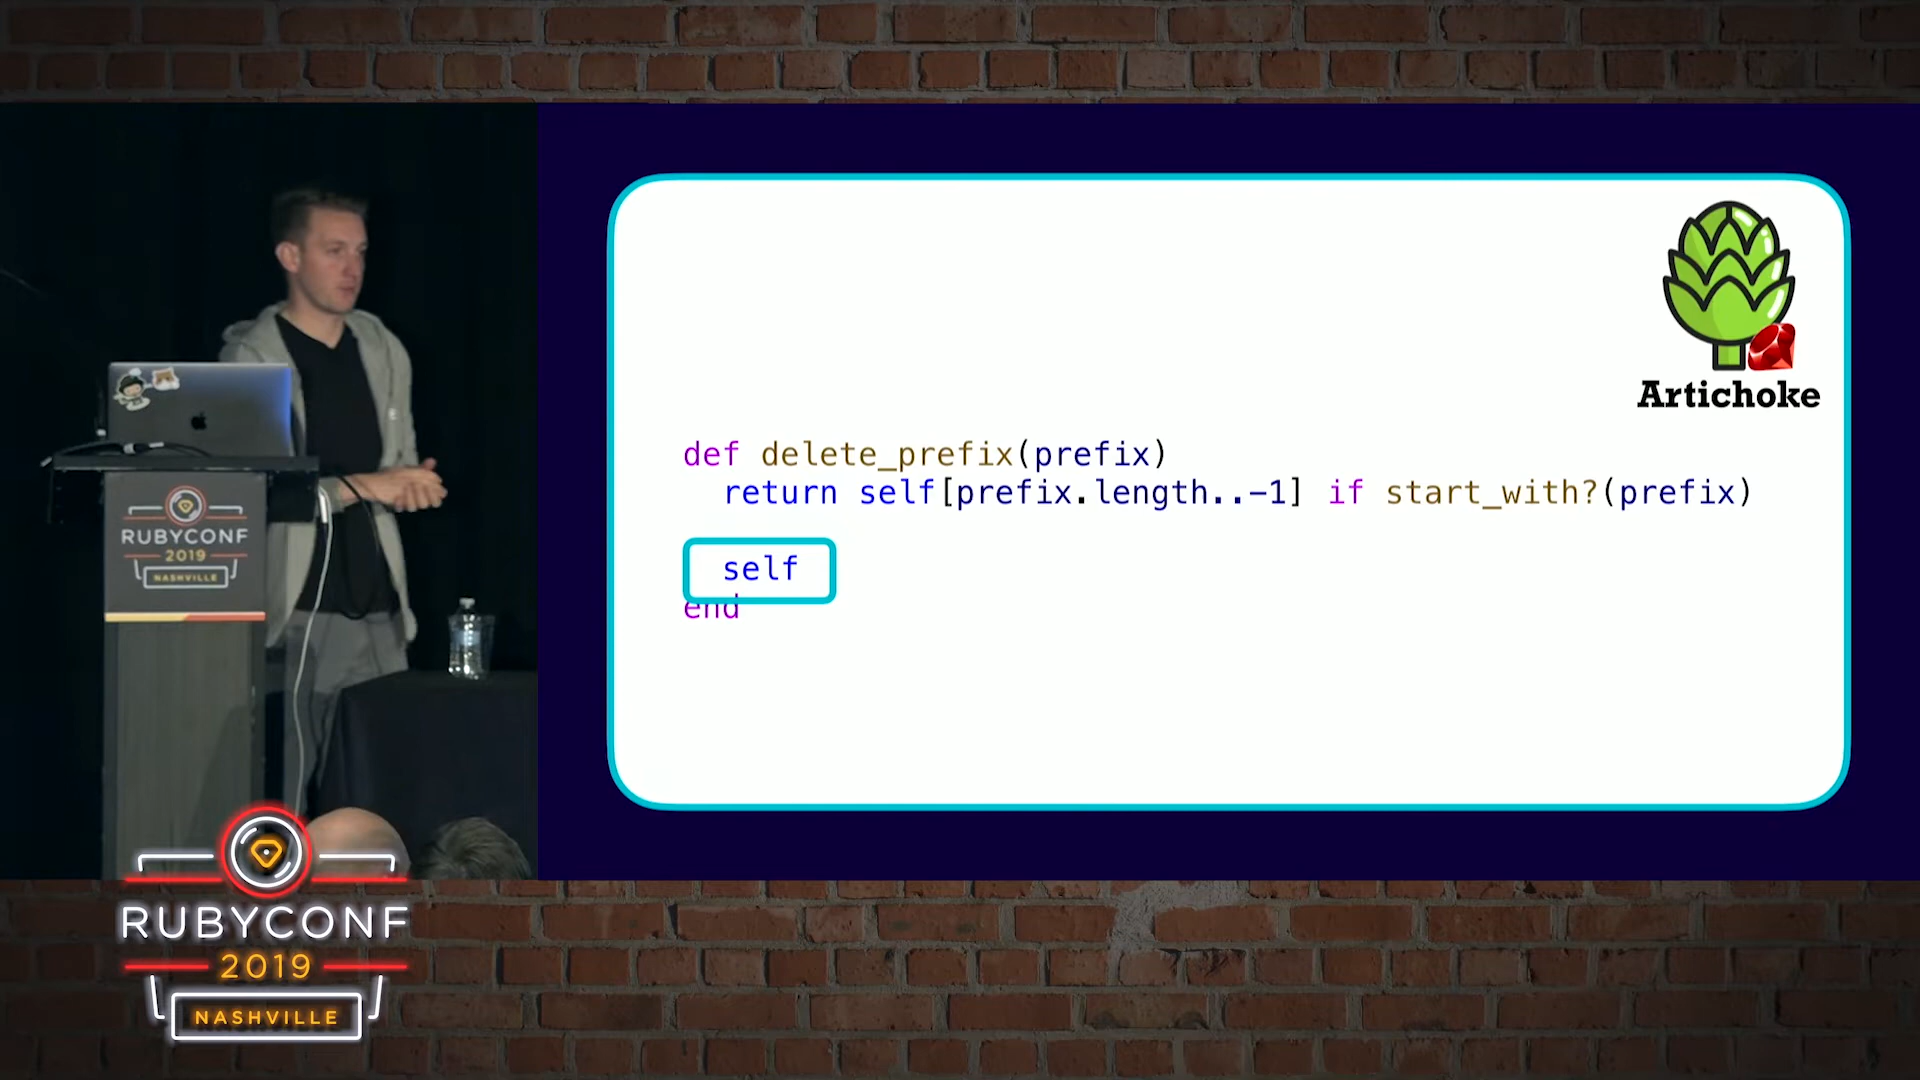 Artichoke
def delete_prefix(prefix)
return self[prefix.length..-1] if start_with?(prefix)
self
end
RUBYCONF
2019
NASHVILLE
RUBYCONF
2019
NASHVILLE